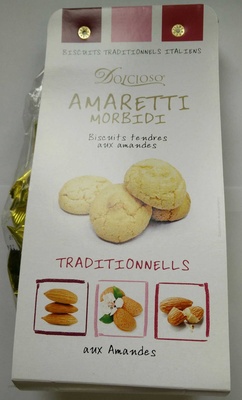 BISCUITS TRADITIONNELS ITALIENS
DOLCIOSO
AMARETTI
MORBIDI
Biscuits tendres
aux amandes
TRADITIONNELLS
aux Amandes